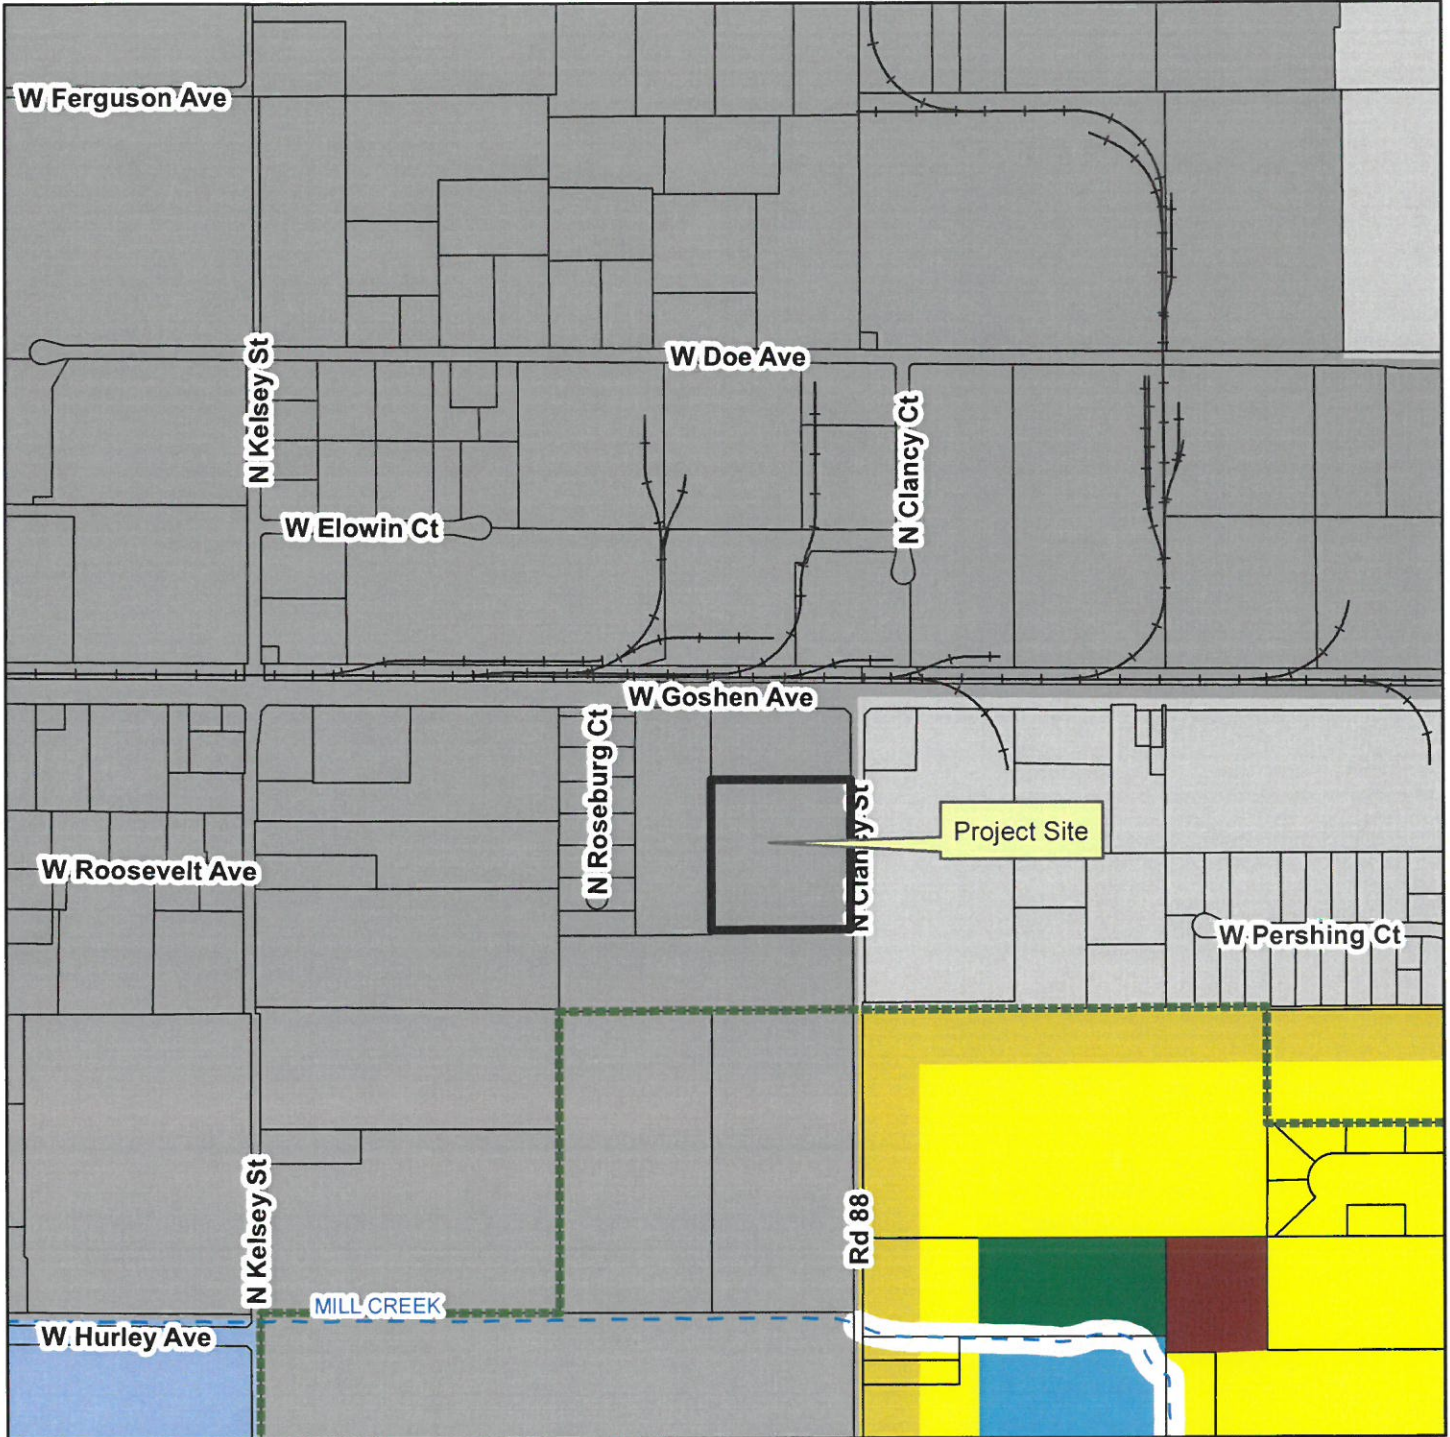 W Ferguson Ave
W Doe Ave
N Kelsey St
N Clancy Ct
W Elowin Ct
W Goshen Ave
N Roseburg Ct
N Clancy St
Project Site
W Roosevelt Ave
W Pershing Ct
N Kelsey St
Rd 88
MILL CREEK
W Hurley Ave